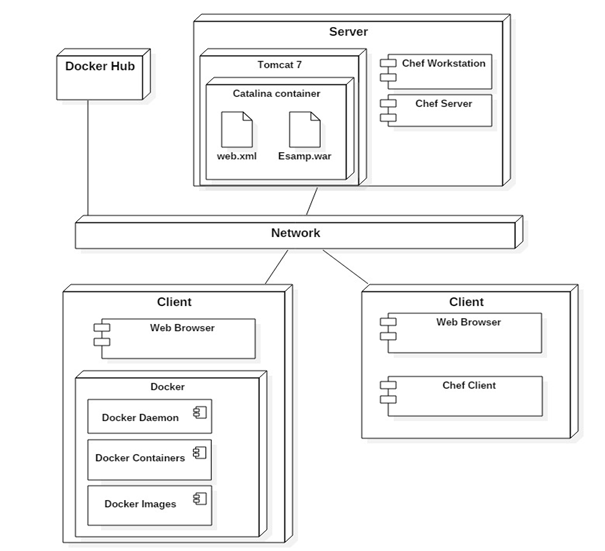 Server
Docker Hub
Tomcat 7
Chef Workstation
Catalina container
Chef Server
web.xml
Esamp.war
Network
Client
Web Browser
Docker
Docker Daemon
Docker Containers
Docker Images
Client
Web Browser
Chef Client